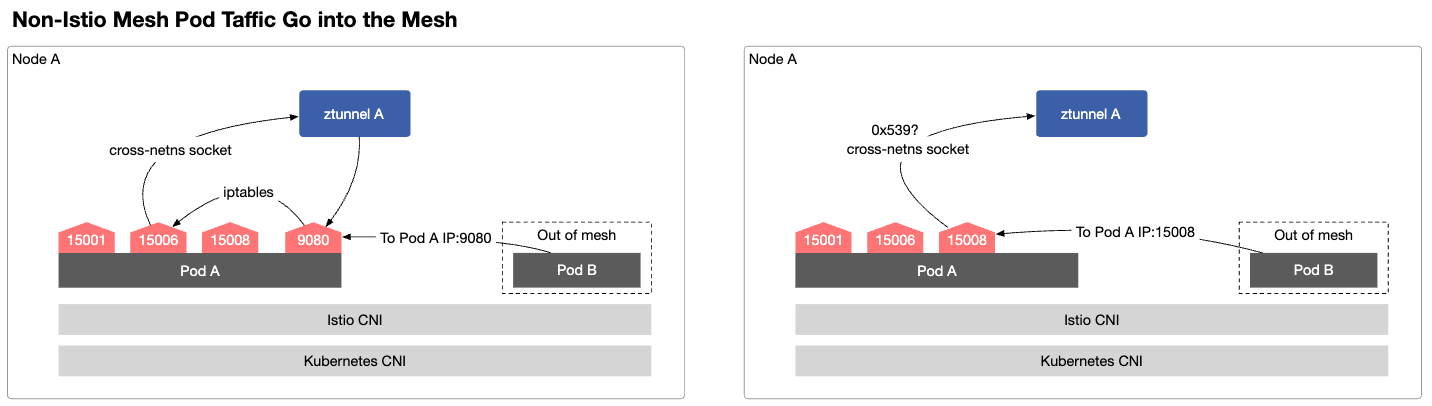 Non-Istio Mesh Pod Taffic Go into the Mesh
Node A
ztunnel A
cross-netns socket
iptables
15001
15006
15008
9080
To Pod A IP:9080
Out of mesh
Pod A
Pod B
Istio CNI
Kubernetes CNI
Node A
ztunnel A
0x539?
cross-netns socket
15001
15006
15008
To Pod A IP:15008
Out of mesh
Pod A
Pod B
Istio CNI
Kubernetes CNI